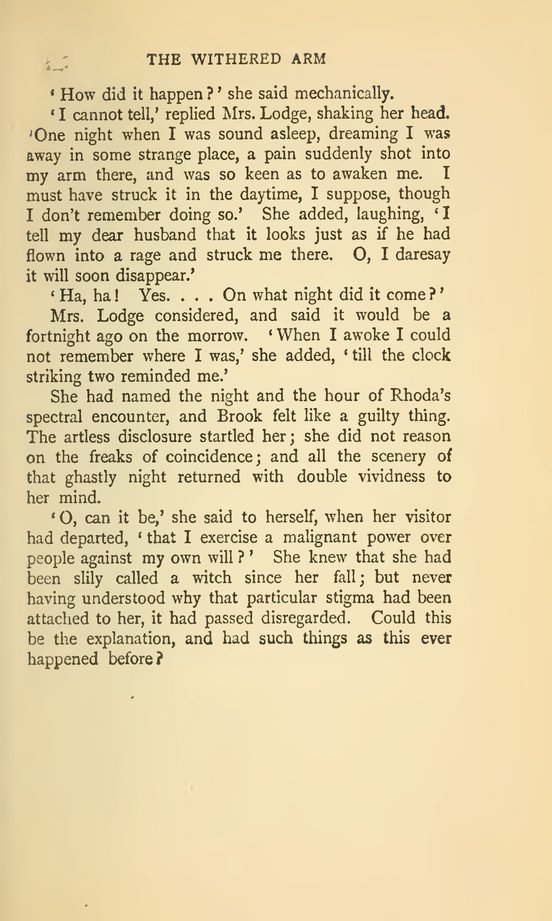 THE WITHERED ARM
‘ How did it happen ? ’ she said mechanically.
‘ I cannot tell,’ replied Mrs. Lodge, shaking her head.
‘One night when I was sound asleep, dreaming I was
away in some strange place, a pain suddenly shot into
my arm there, and was so keen as to awaken me. I
must have struck it in the daytime, I suppose, though
I don’t remember doing so.’ She added, laughing, ‘ I
tell my dear husband that it looks just as if he had
flown into a rage and struck me there. O, I daresay
it will soon disappear.’
‘ Ha, ha ! Yes. . . . On what night did it come ? ’
Mrs. Lodge considered, and said it would be a
fortnight ago on the morrow. ‘ When I awoke I could
not remember where I was,’ she added, ‘ till the clock
striking two reminded me.’
She had named the night and the hour of Rhoda’s
spectral encounter, and Brook felt like a guilty thing.
The artless disclosure startled her ; she did not reason
on the freaks of coincidence ; and all the scenery of
that ghastly night returned with double vividness to
her mind.
‘ O, can it be,’ she said to herself, when her visitor
had departed, ‘ that I exercise a malignant power over
people against my own will ? ’ She knew that she had
been slily called a witch since her fall ; but never
having understood why that particular stigma had been
attached to her, it had passed disregarded. Could this
be the explanation, and had such things as this ever
happened before ?